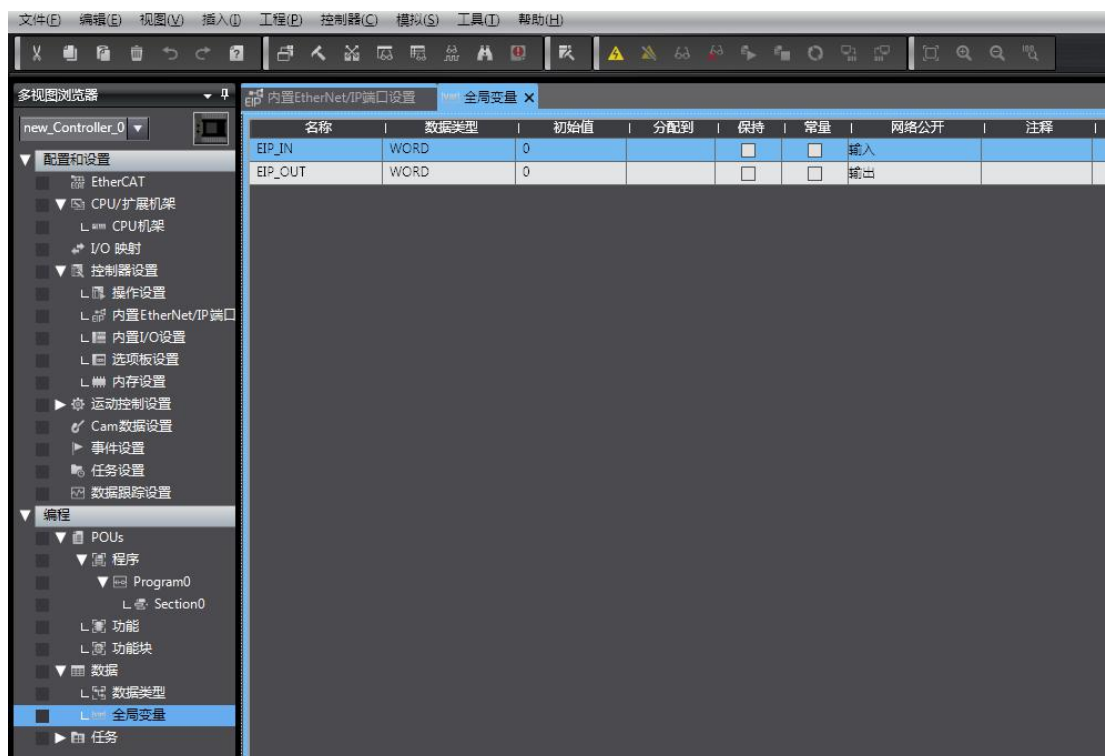 文件(F) 编辑(E) 视图(V) 插入(I) 工程(P) 控制器(C) 模拟(S) 工具(T) 帮助(H)
多视图浏览器
内置EtherNet/IP端口设置 全局变量
new_Controller_0
名称 数据类型 初始值 分配到 保持 常量 网络公开 注释
EIP_IN WORD 0 输入
EIP_OUT WORD 0 输出
配置和设置
EtherCAT
CPU/扩展机架
CPU机架
I/O 映射
控制器设置
操作设置
内置EtherNet/IP端口
内置I/O设置
选项板设置
内存设置
运动控制设置
Cam数据设置
事件设置
任务设置
数据跟踪设置
编程
POUs
程序
Program0
Section0
功能
功能块
数据
数据类型
全局变量
任务